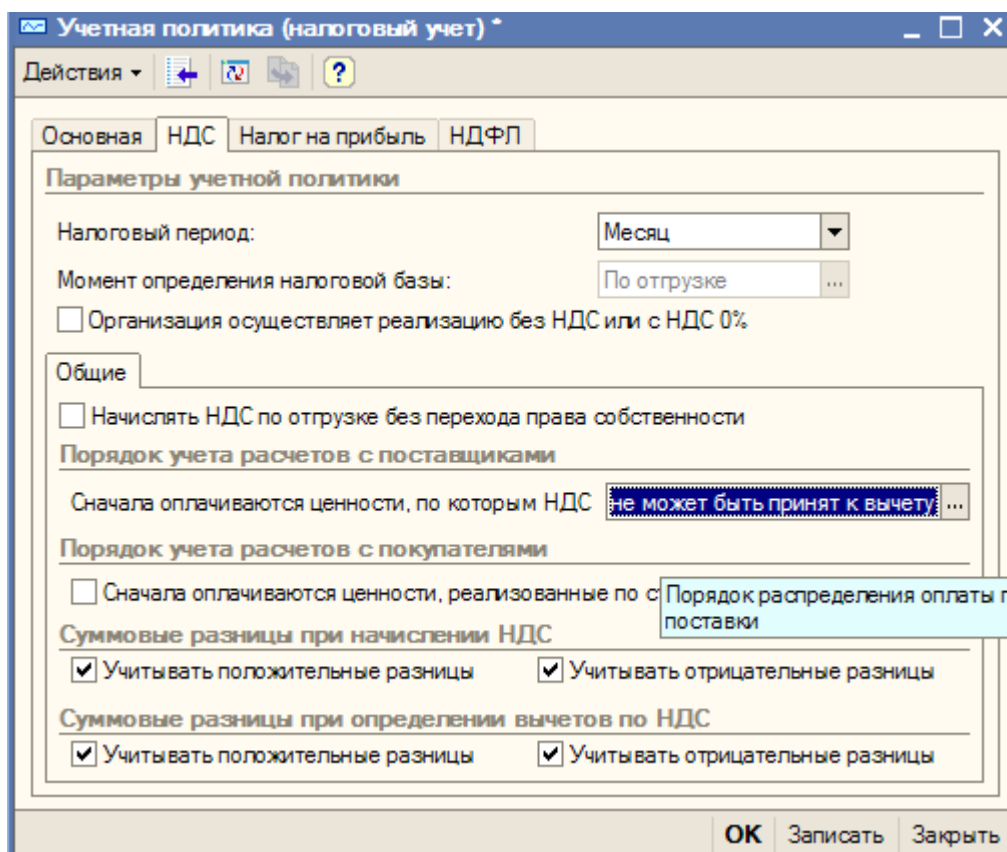 Учетная политика (налоговый учет) *
Действия
Основная НДС Налог на прибыль НДФЛ
Параметры учетной политики
Налоговый период: Месяц
Момент определения налоговой базы: По отгрузке ...
Организация осуществляет реализацию без НДС или с НДС 0%
Общие
Начислять НДС по отгрузке без перехода права собственности
Порядок учета расчетов с поставщиками
Сначала оплачиваются ценности, по которым НДС не может быть принят к вычету ...
Порядок учета расчетов с покупателями
Сначала оплачиваются ценности, реализованные по
Порядок распределения оплаты
поставки
Суммовые разницы при начислении НДС
Учитывать положительные разницы Учитывать отрицательные разницы
Суммовые разницы при определении вычетов по НДС
Учитывать положительные разницы Учитывать отрицательные разницы
OK Записать Закрыть